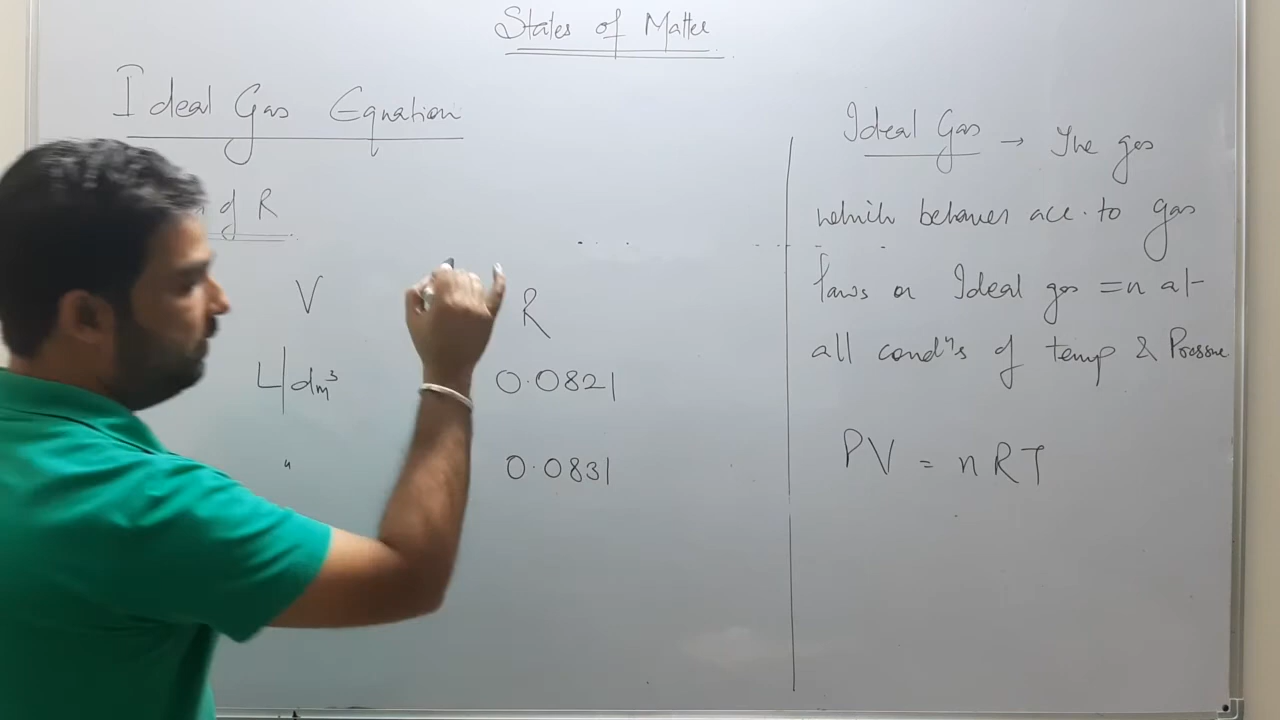 States of Matter
Ideal Gas Equation
of R
V R
L/dm³ 0.0821
" 0.0831
Ideal Gas → The gas
which behaves acc. to gas
laws or Ideal gas =n at
all condⁿs of temp & Pressure
PV = nRT